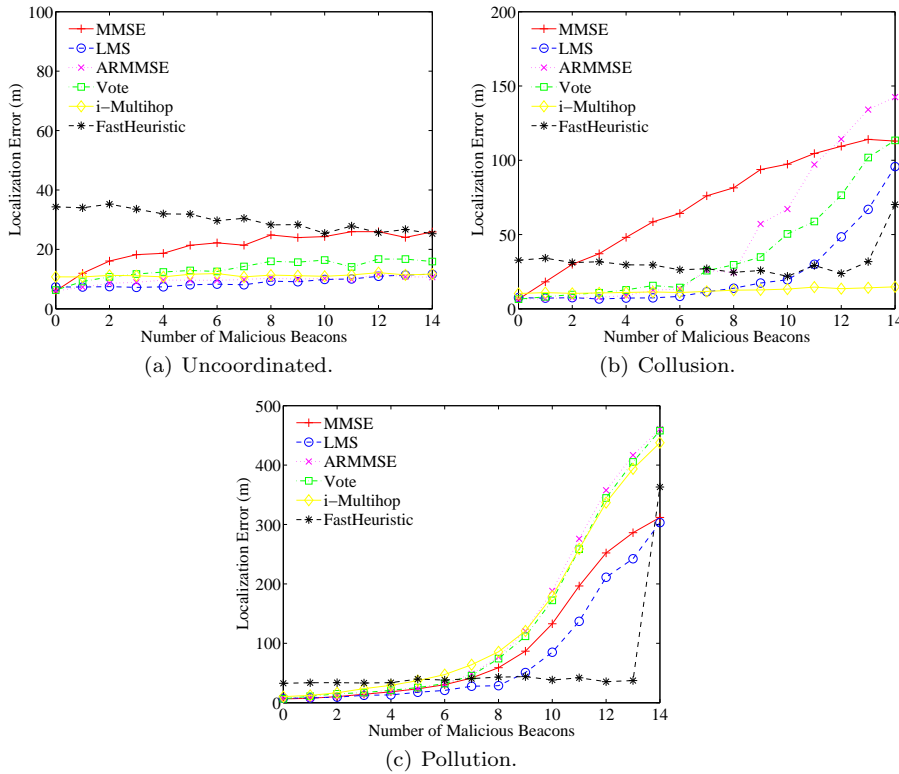 100
80
60
40
20
0
Localization Error (m)
MMSE
LMS
ARMMSE
Vote
i−Multihop
FastHeuristic
0 2 4 6 8 10 12 14
Number of Malicious Beacons
(a) Uncoordinated.
200
150
100
50
0
Localization Error (m)
MMSE
LMS
ARMMSE
Vote
i−Multihop
FastHeuristic
0 2 4 6 8 10 12 14
Number of Malicious Beacons
(b) Collusion.
500
400
300
200
100
0
Localization Error (m)
MMSE
LMS
ARMMSE
Vote
i−Multihop
FastHeuristic
0 2 4 6 8 10 12 14
Number of Malicious Beacons
(c) Pollution.